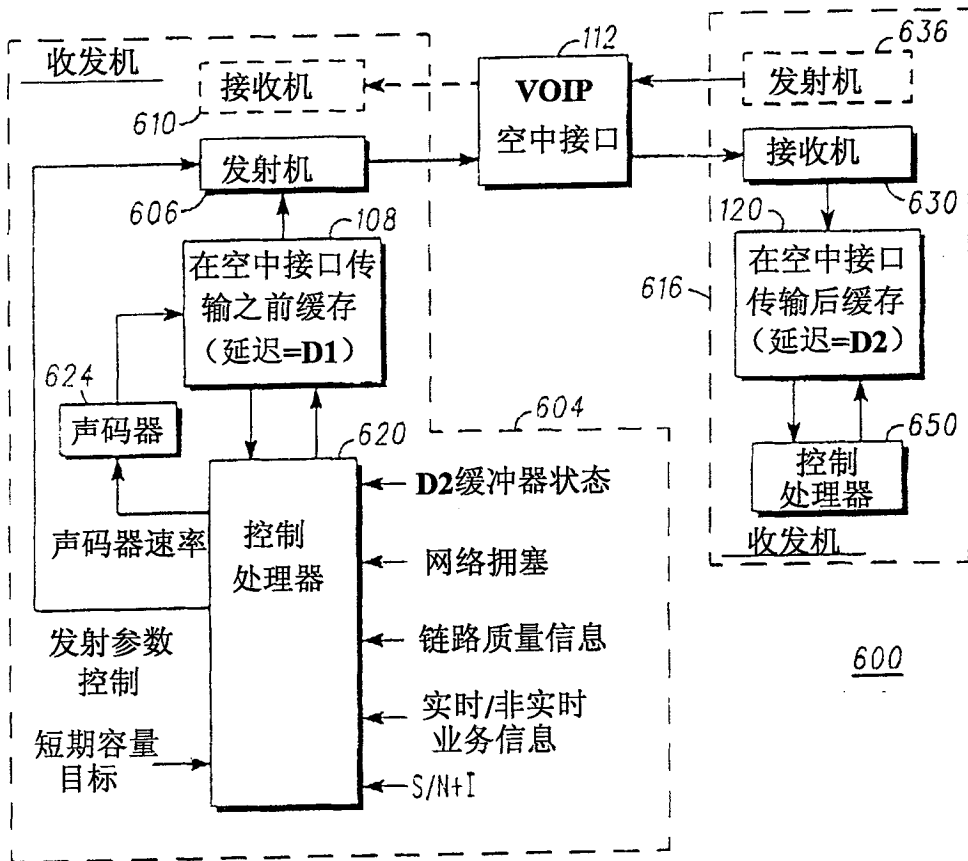 收发机
接收机
610
发射机
606
112
VOIP
空中接口
636
发射机
接收机
630
108
在空中接口传
输之前缓存
（延迟=D1）
120
在空中接口
传输后缓存
（延迟=D2）
616
624
声码器
声码器速率
604
620
控制
处理器
D2缓冲器状态
网络拥塞
链路质量信息
实时/非实时
业务信息
S/N+I
发射参数
控制
短期容量
目标
650
控制
处理器
收发机
600